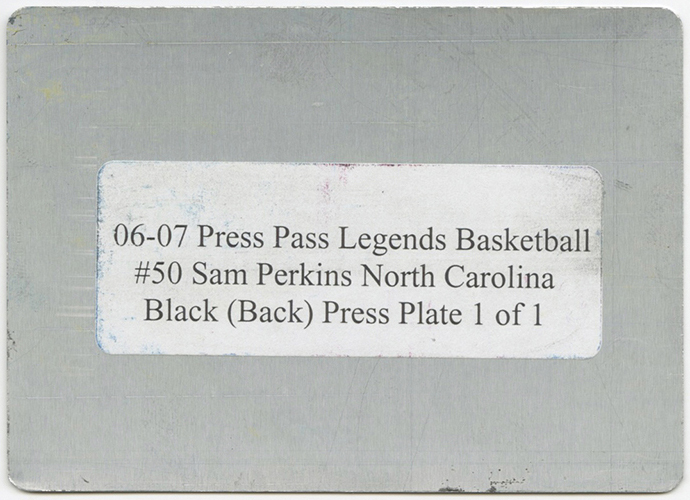 06-07 Press Pass Legends Basketball
#50 Sam Perkins North Carolina
Black (Back) Press Plate 1 of 1